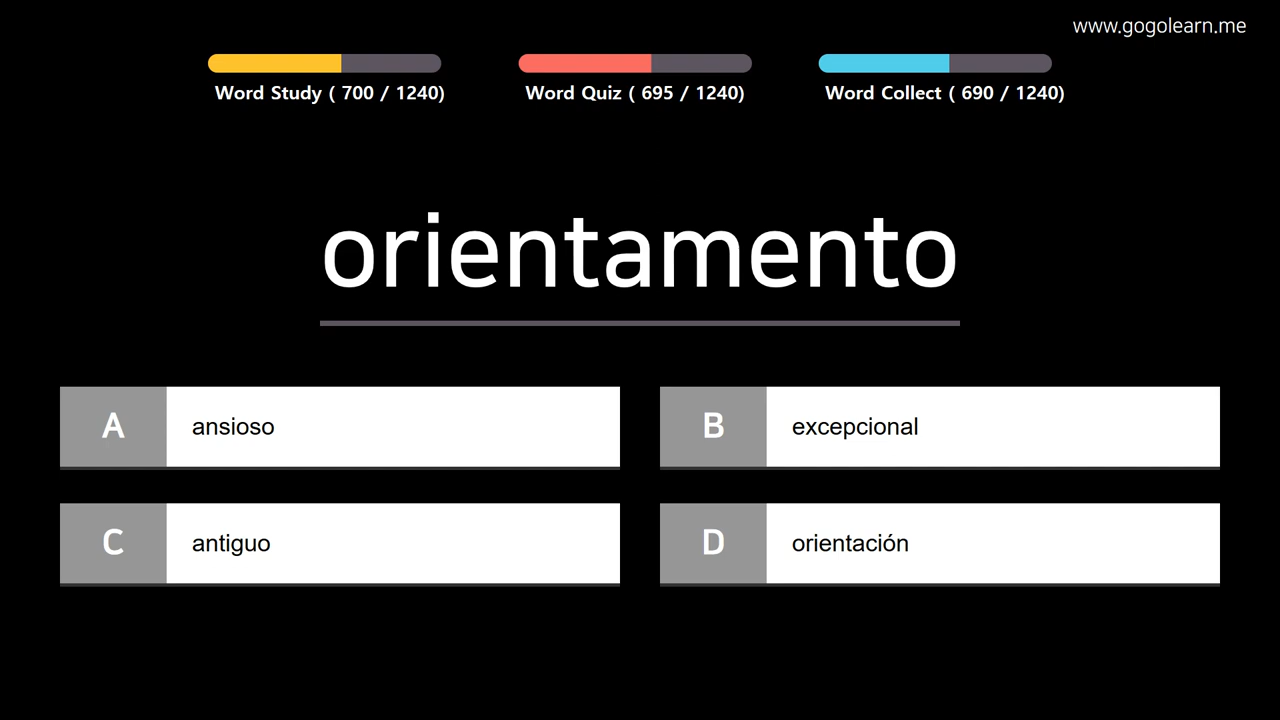 www.gogolearn.me
Word Study ( 700 / 1240)
Word Quiz ( 695 / 1240)
Word Collect ( 690 / 1240)
orientamento
A ansioso
B excepcional
C antiguo
D orientación